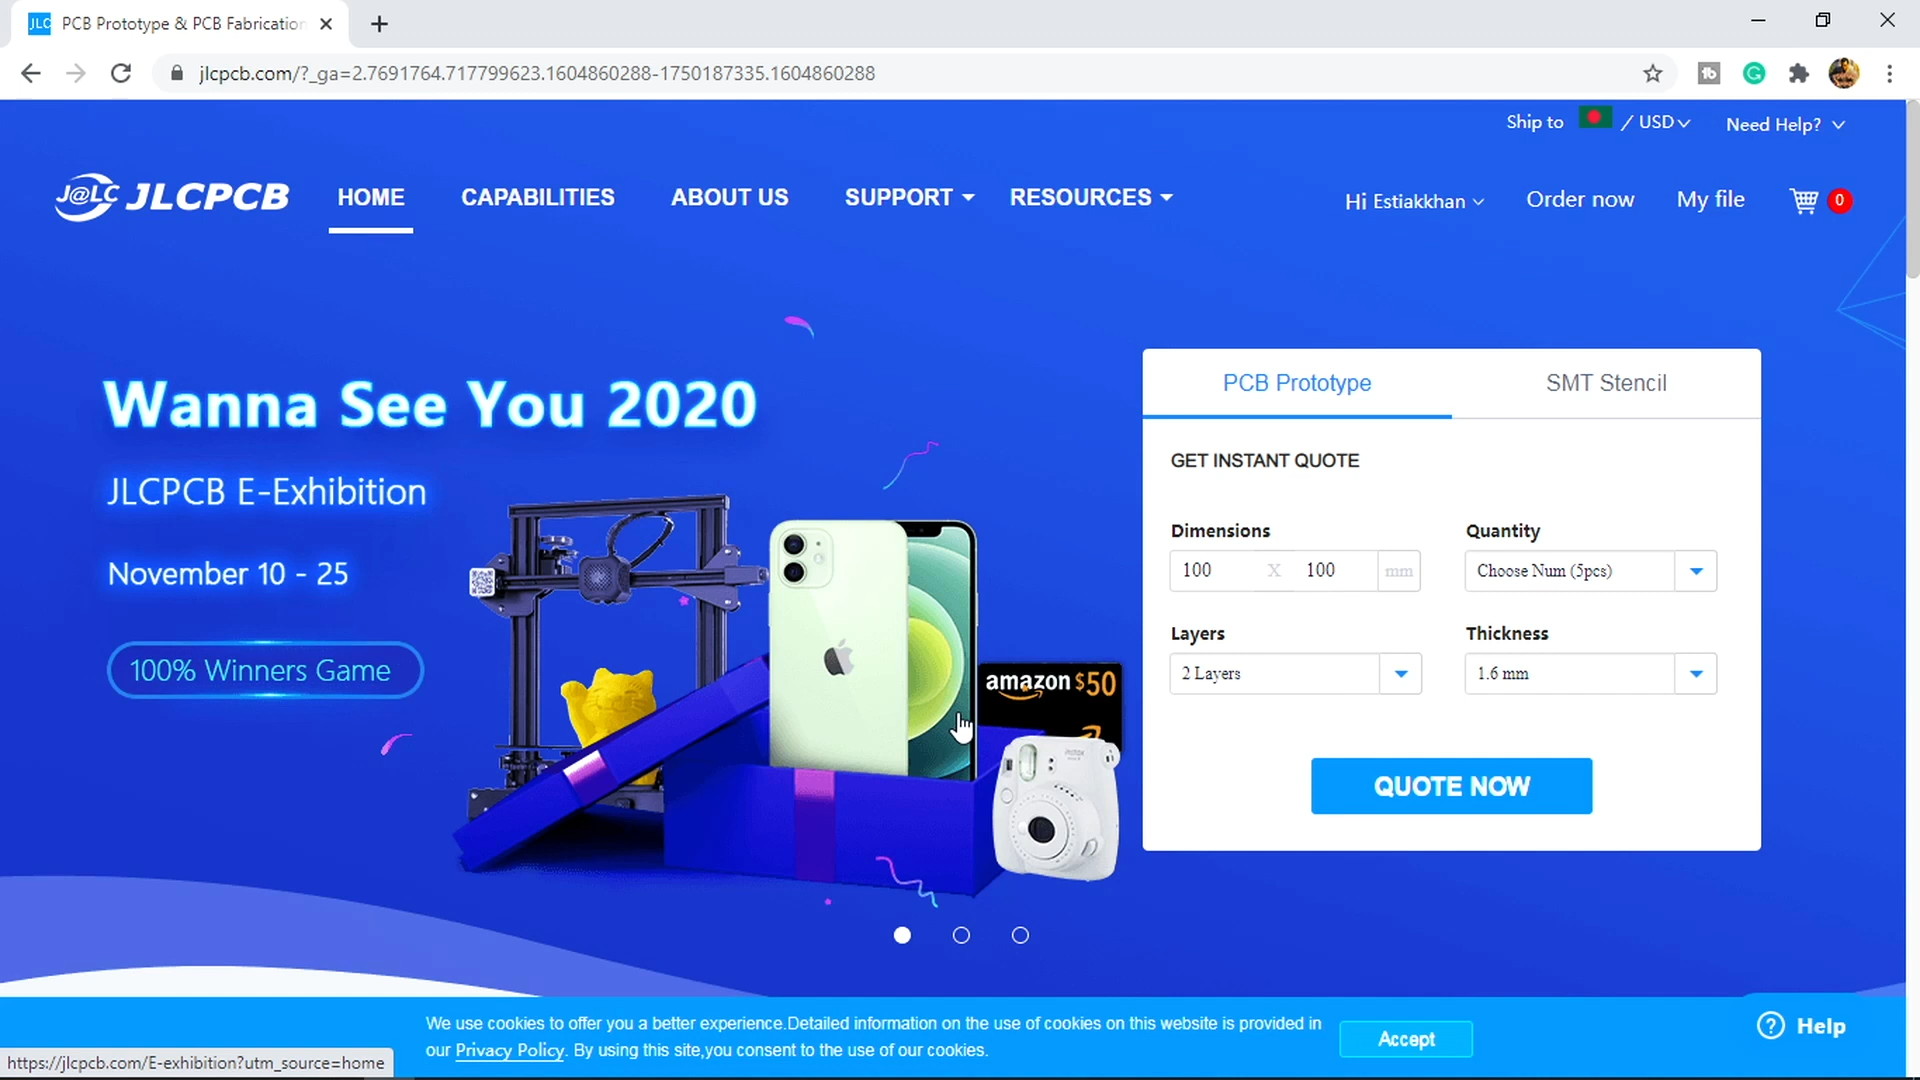 JLC PCB Prototype & PCB Fabrication
jlcpcb.com/?_ga=2.7691764.717799623.1604860288-1750187335.1604860288
Ship to / USD Need Help?
J@LC JLCPCB HOME CAPABILITIES ABOUT US SUPPORT RESOURCES Hi Estiakkhan Order now My file 0
Wanna See You 2020
JLCPCB E-Exhibition
November 10 - 25
100% Winners Game
amazon $50
PCB Prototype SMT Stencil
GET INSTANT QUOTE
Dimensions Quantity
100 X 100 mm Choose Num (5pcs)
Layers Thickness
2 Layers 1.6 mm
QUOTE NOW
We use cookies to offer you a better experience.Detailed information on the use of cookies on this website is provided in
our Privacy Policy. By using this site,you consent to the use of our cookies.
Accept
? Help
https://jlcpcb.com/E-exhibition?utm_source=home